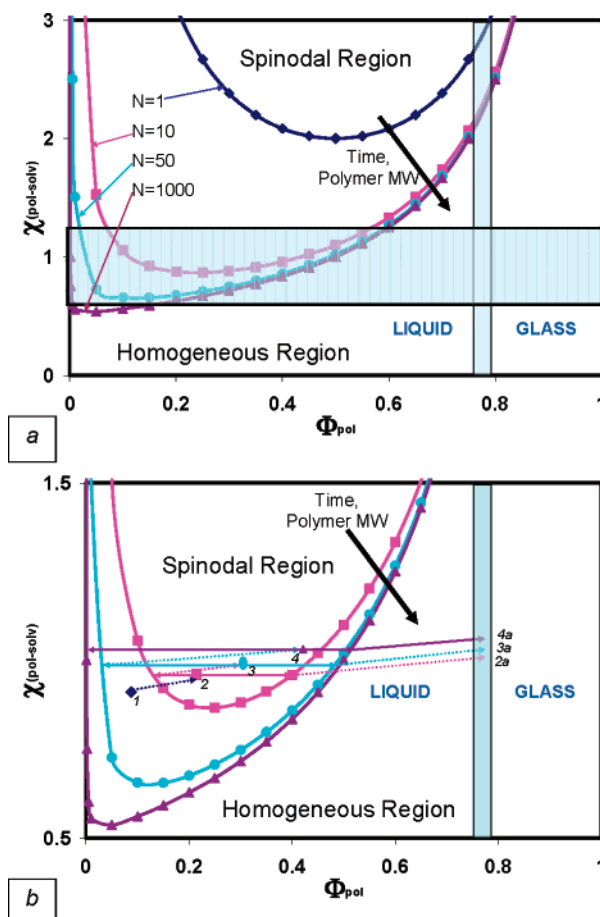 3
Spinodal Region
N=1
N=10
2
Time,
Polymer MW
N=50
N=1000
χ(pol-solv)
1
LIQUID GLASS
Homogeneous Region
0
0 0.2 0.4 0.6 0.8 1
Φpol
a
1.5
Time,
Polymer MW
Spinodal Region
4a
3a
2a
4
3
2
1
χ(pol-solv)
LIQUID GLASS
Homogeneous Region
0.5
0 0.2 0.4 0.6 0.8 1
Φpol
b